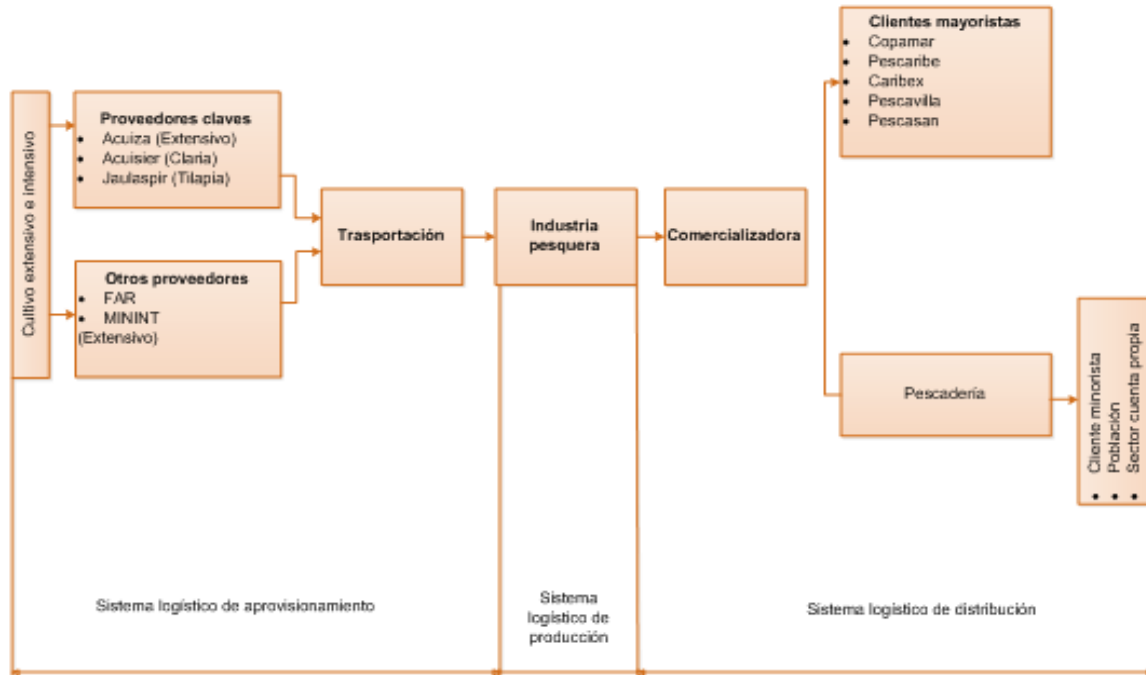 Cultivo extensivo e intensivo
Proveedores claves
• Acuiza (Extensivo)
• Acuisier (Claria)
• Jaulaspir (Tilapia)
Otros proveedores
• FAR
• MININT
(Extensivo)
Trasportación
Industria
pesquera
Comercializadora
Clientes mayoristas
• Copamar
• Pescaribe
• Caribex
• Pescavilla
• Pescasan
Pescadería
• Cliente minorista
• Población
• Sector cuenta propia
Sistema logístico de aprovisionamiento
Sistema
logístico de
producción
Sistema logístico de distribución